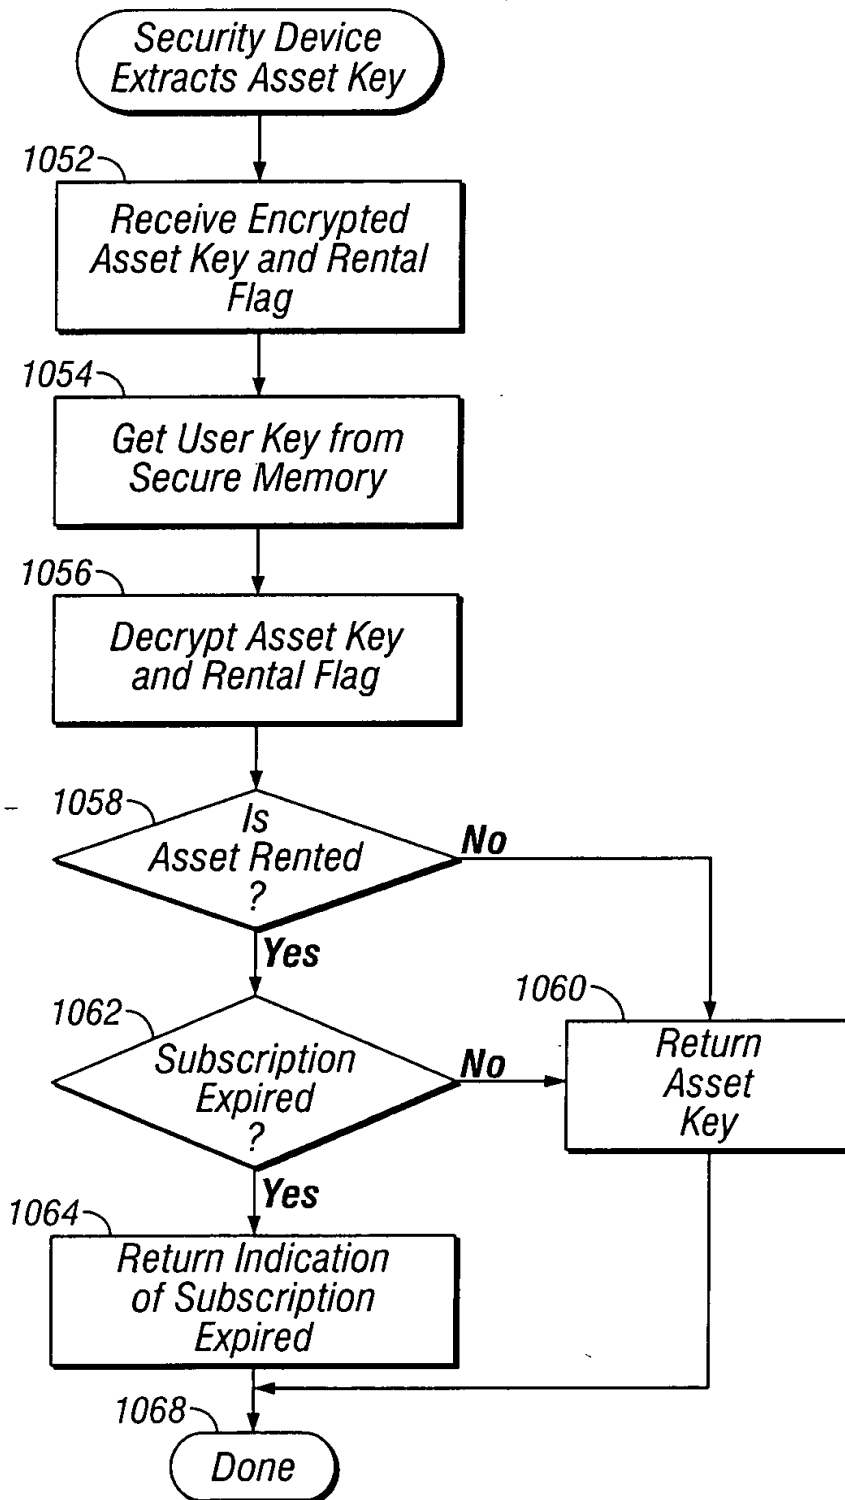 Security Device
Extracts Asset Key
1052
Receive Encrypted
Asset Key and Rental
Flag
1054
Get User Key from
Secure Memory
1056
Decrypt Asset Key
and Rental Flag
1058
Is
Asset Rented
?
No
Yes
1062
Subscription
Expired
?
No
Yes
1060
Return
Asset
Key
1064
Return Indication
of Subscription
Expired
1068
Done